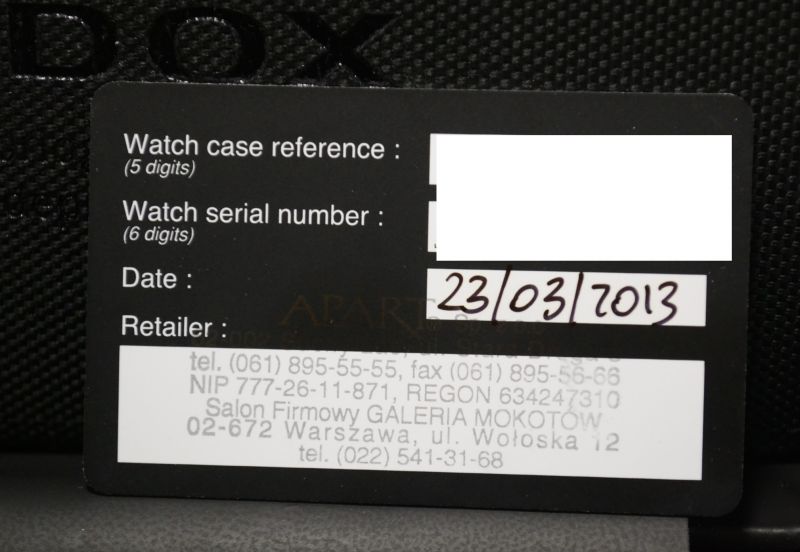 DOX
Watch case reference :
(5 digits)
Watch serial number :
(6 digits)
Date :
23/03/2013
APART
Retailer :
tel. (061) 895-55-55, fax (061) 895-56-66
NIP 777-26-11-871, REGON 634247310
Salon Firmowy GALERIA MOKOTÓW
02-672 Warszawa, ul. Wołoska 12
tel. (022) 541-31-68